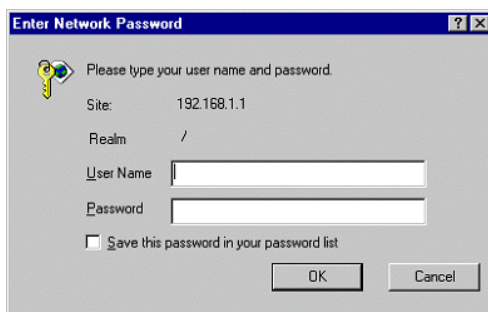 Enter Network Password
Please type your user name and password.
Site: 192.168.1.1
Realm /
User Name
Password
Save this password in your password list
OK Cancel